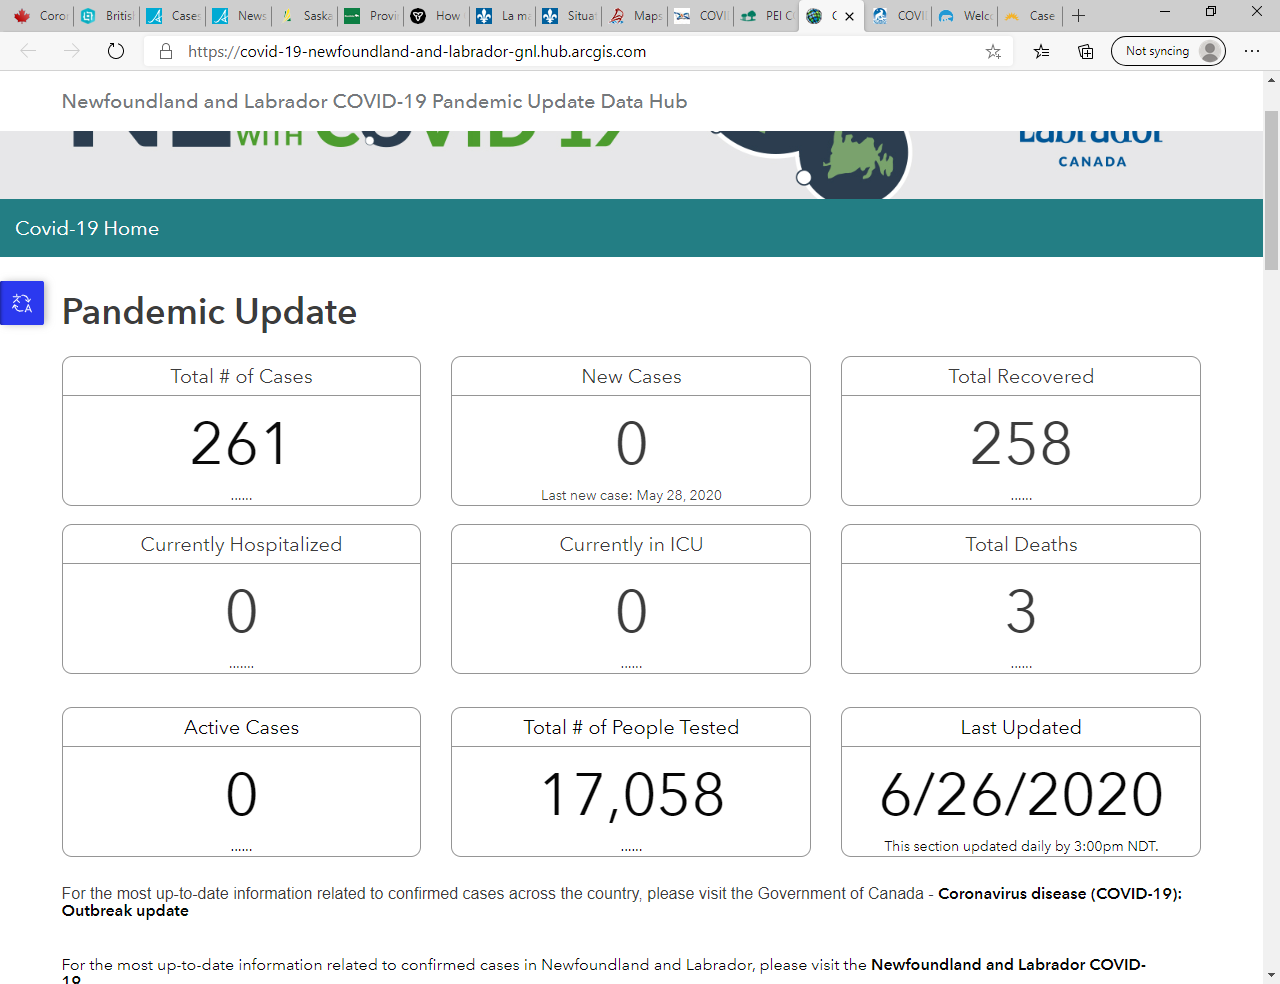 Coror
Britisl
Case:
News
Saska
Provi
How
La ma
Situat
Maps
COVI
PEI C
COVI
Welc
Case
https://covid-19-newfoundland-and-labrador-gnl.hub.arcgis.com
Not syncing
Newfoundland and Labrador COVID-19 Pandemic Update Data Hub
WITH COVID-19
Labrador
CANADA
Covid-19 Home
Pandemic Update
Total # of Cases
261
......
New Cases
0
Last new case: May 28, 2020
Total Recovered
258
......
Currently Hospitalized
0
.......
Currently in ICU
0
......
Total Deaths
3
......
Active Cases
0
......
Total # of People Tested
17,058
......
Last Updated
6/26/2020
This section updated daily by 3:00pm NDT.
For the most up-to-date information related to confirmed cases across the country, please visit the Government of Canada - Coronavirus disease (COVID-19):
Outbreak update
For the most up-to-date information related to confirmed cases in Newfoundland and Labrador, please visit the Newfoundland and Labrador COVID-
19